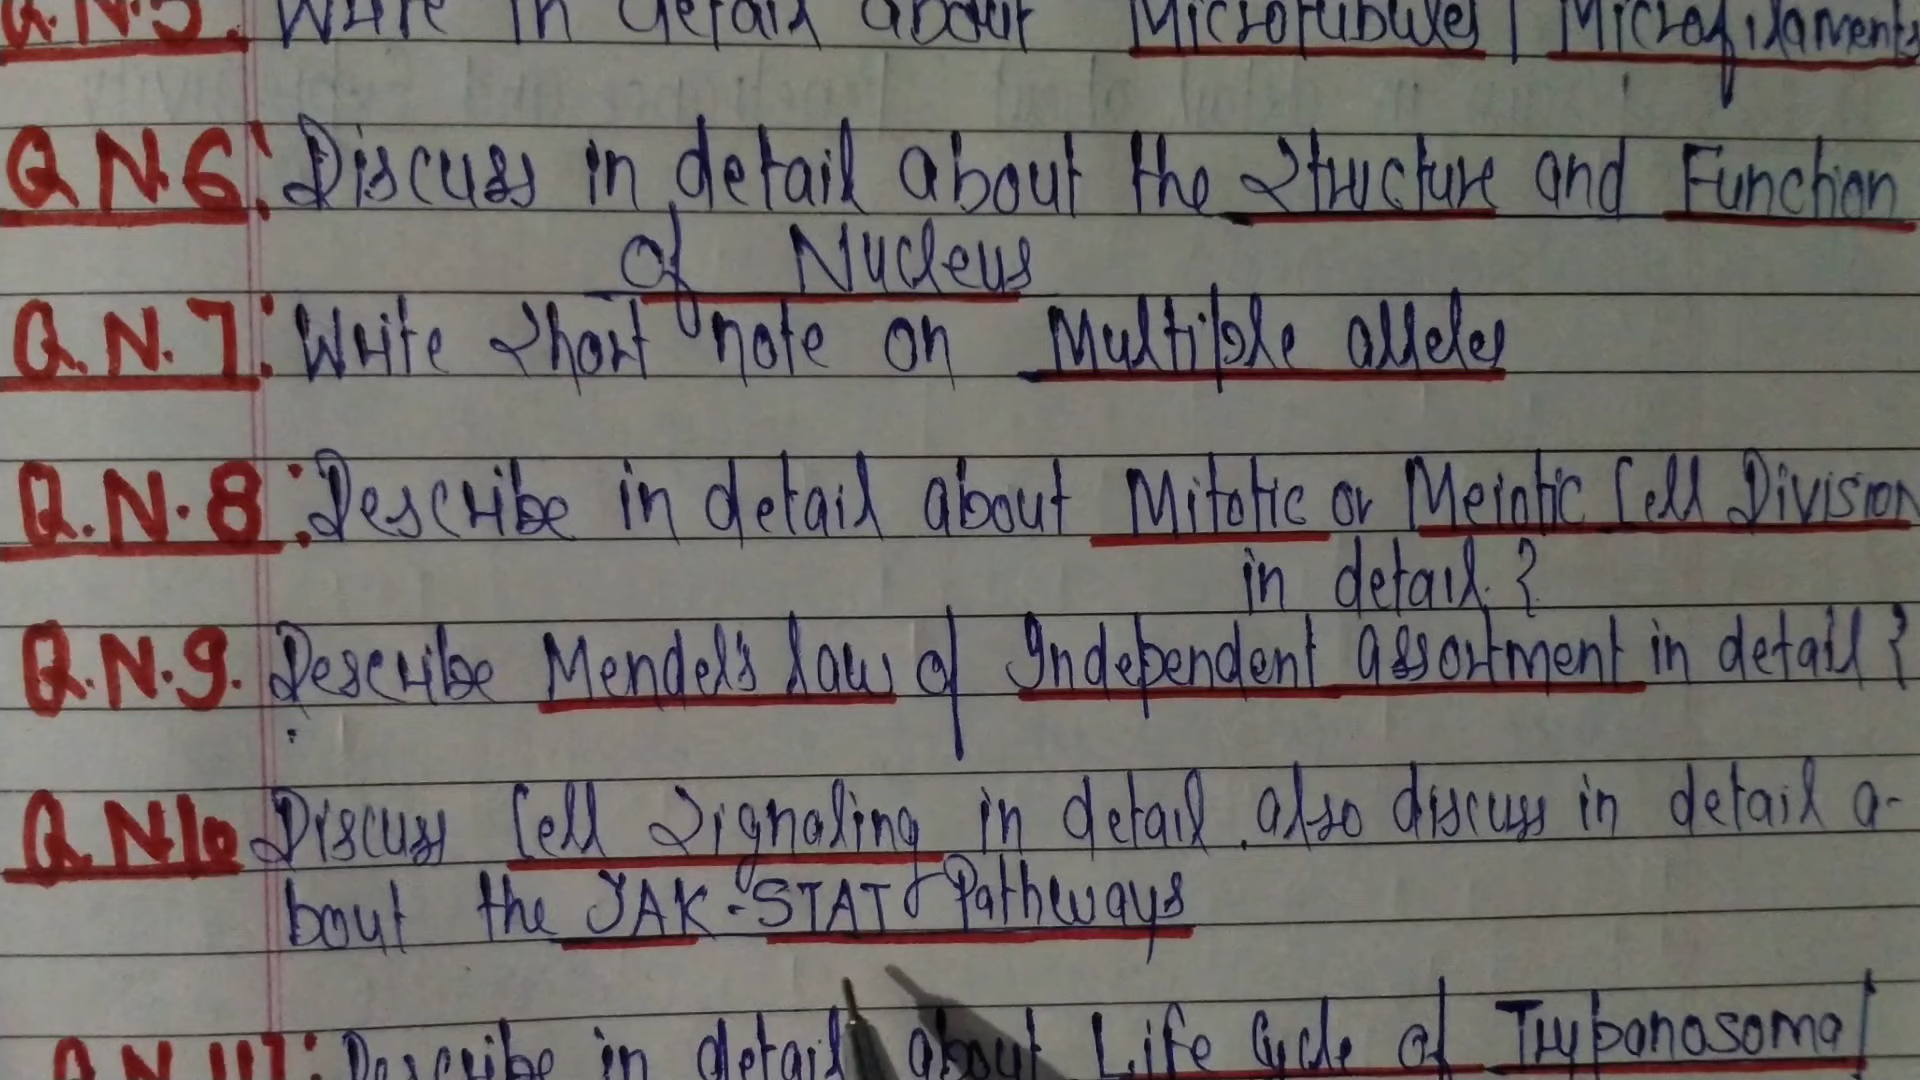 Q.N.5. Write in detail about Microtubules | Microfilaments
Q.N.6: Discuss in detail about the Structure and Function
of Nucleus
Q.N.7: Write short note on Multiple alleles
Q.N.8: Describe in detail about Mitotic or Meiotic Cell Division
in detail ?
Q.N.9. Describe Mendel's law of Independent assortment in detail ?
Q.N.10 Discuss Cell Signaling in detail. also discuss in detail a-
bout the JAK-STAT Pathways
Describe in detail about Life Cycle of Trypanosoma |